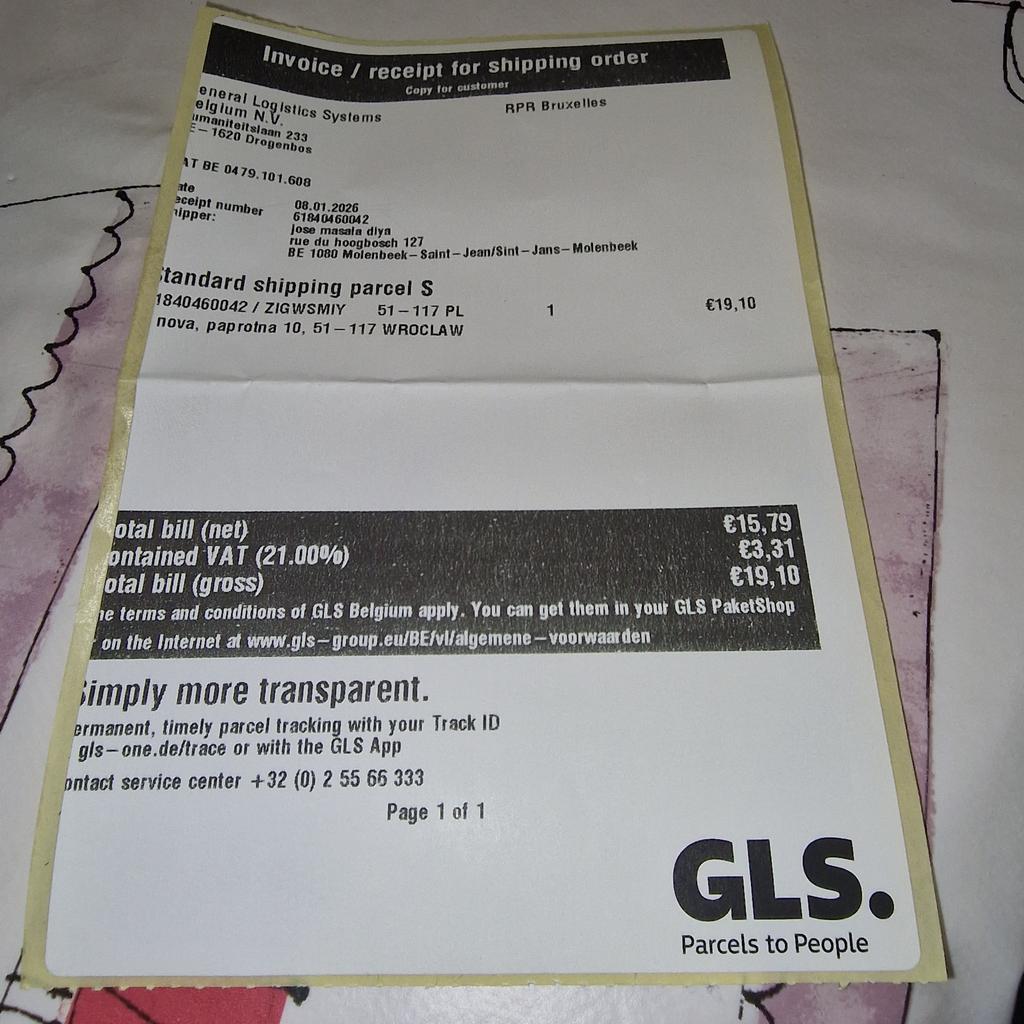 Invoice / receipt for shipping order
Copy for customer
eneral Logistics Systems RPR Bruxelles
elgium N.V.
umaniteitslaan 233
E-1620 Drogenbos
AT BE 0479.101.608
ate 08.01.2026
eceipt number 61840460042
hipper: jose masala diya
rue du hoogbosch 127
BE 1080 Molenbeek-Saint-Jean/Sint-Jans-Molenbeek
Standard shipping parcel S
1840460042 / ZIGWSMIY 51-117 PL 1 €19,10
nova, paprotna 10, 51-117 WROCLAW
otal bill (net) €15,79
ontained VAT (21.00%) €3,31
otal bill (gross) €19,10
he terms and conditions of GLS Belgium apply. You can get them in your GLS PaketShop
on the Internet at www.gls-group.eu/BE/vl/algemene-voorwaarden
Simply more transparent.
ermanent, timely parcel tracking with your Track ID
gls-one.de/trace or with the GLS App
ontact service center +32 (0) 2 55 66 333
Page 1 of 1
GLS.
Parcels to People